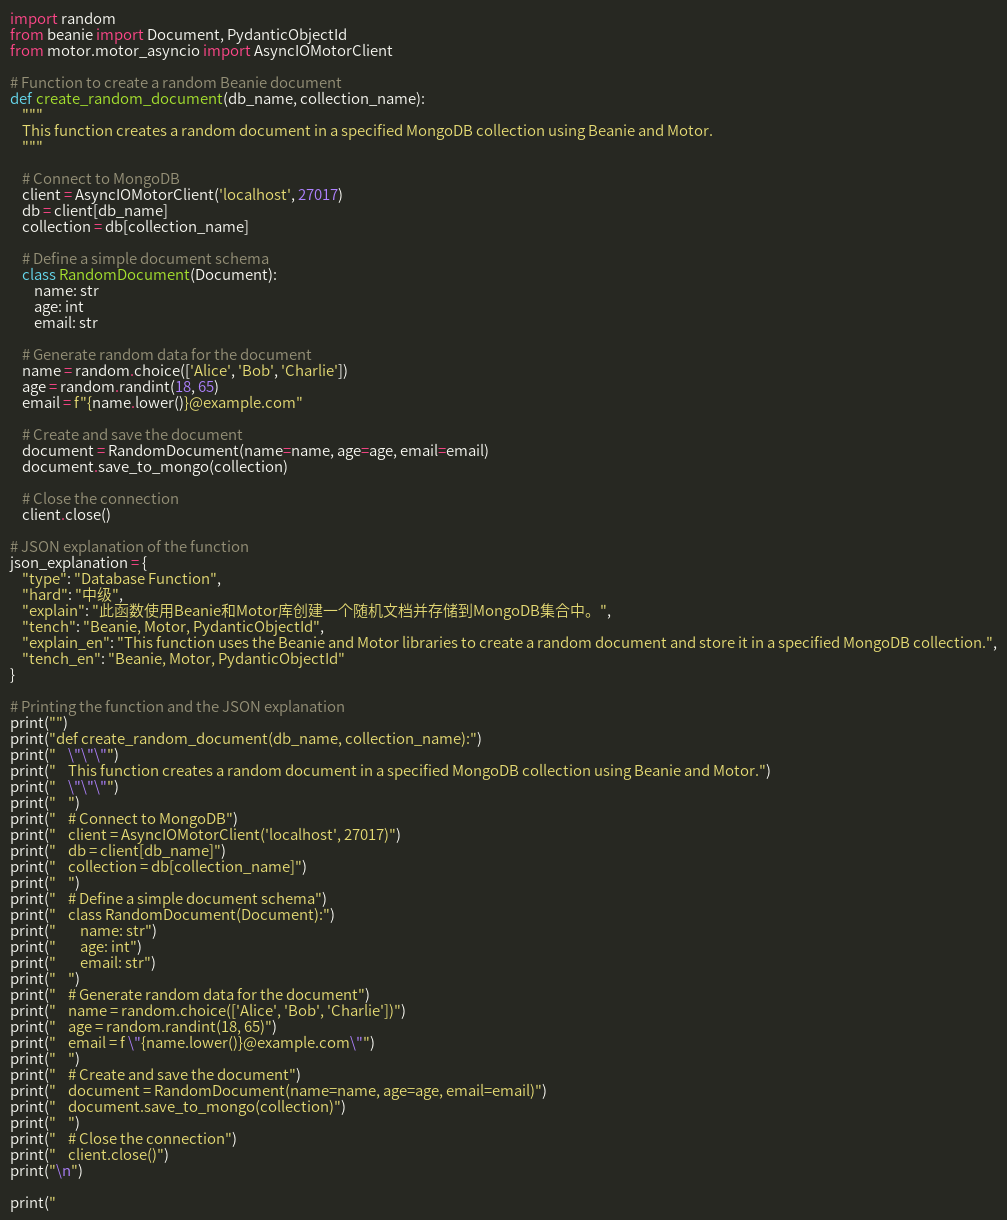 import random
from beanie import Document, PydanticObjectId
from motor.motor_asyncio import AsyncIOMotorClient

# Function to create a random Beanie document
def create_random_document(db_name, collection_name):
    """
    This function creates a random document in a specified MongoDB collection using Beanie and Motor.
    """

    # Connect to MongoDB
    client = AsyncIOMotorClient('localhost', 27017)
    db = client[db_name]
    collection = db[collection_name]

    # Define a simple document schema
    class RandomDocument(Document):
        name: str
        age: int
        email: str

    # Generate random data for the document
    name = random.choice(['Alice', 'Bob', 'Charlie'])
    age = random.randint(18, 65)
    email = f"{name.lower()}@example.com"

    # Create and save the document
    document = RandomDocument(name=name, age=age, email=email)
    document.save_to_mongo(collection)

    # Close the connection
    client.close()

# JSON explanation of the function
json_explanation = {
    "type": "Database Function",
    "hard": "中级",
    "explain": "此函数使用Beanie和Motor库创建一个随机文档并存储到MongoDB集合中。",
    "tench": "Beanie, Motor, PydanticObjectId",
    "explain_en": "This function uses the Beanie and Motor libraries to create a random document and store it in a specified MongoDB collection.",
    "tench_en": "Beanie, Motor, PydanticObjectId"
}

# Printing the function and the JSON explanation
print("")
print("def create_random_document(db_name, collection_name):")
print("    \"\"\"")
print("    This function creates a random document in a specified MongoDB collection using Beanie and Motor.")
print("    \"\"\"")
print("    ")
print("    # Connect to MongoDB")
print("    client = AsyncIOMotorClient('localhost', 27017)")
print("    db = client[db_name]")
print("    collection = db[collection_name]")
print("    ")
print("    # Define a simple document schema")
print("    class RandomDocument(Document):")
print("        name: str")
print("        age: int")
print("        email: str")
print("    ")
print("    # Generate random data for the document")
print("    name = random.choice(['Alice', 'Bob', 'Charlie'])")
print("    age = random.randint(18, 65)")
print("    email = f \"{name.lower()}@example.com\"")
print("    ")
print("    # Create and save the document")
print("    document = RandomDocument(name=name, age=age, email=email)")
print("    document.save_to_mongo(collection)")
print("    ")
print("    # Close the connection")
print("    client.close()")
print("\n")

print("